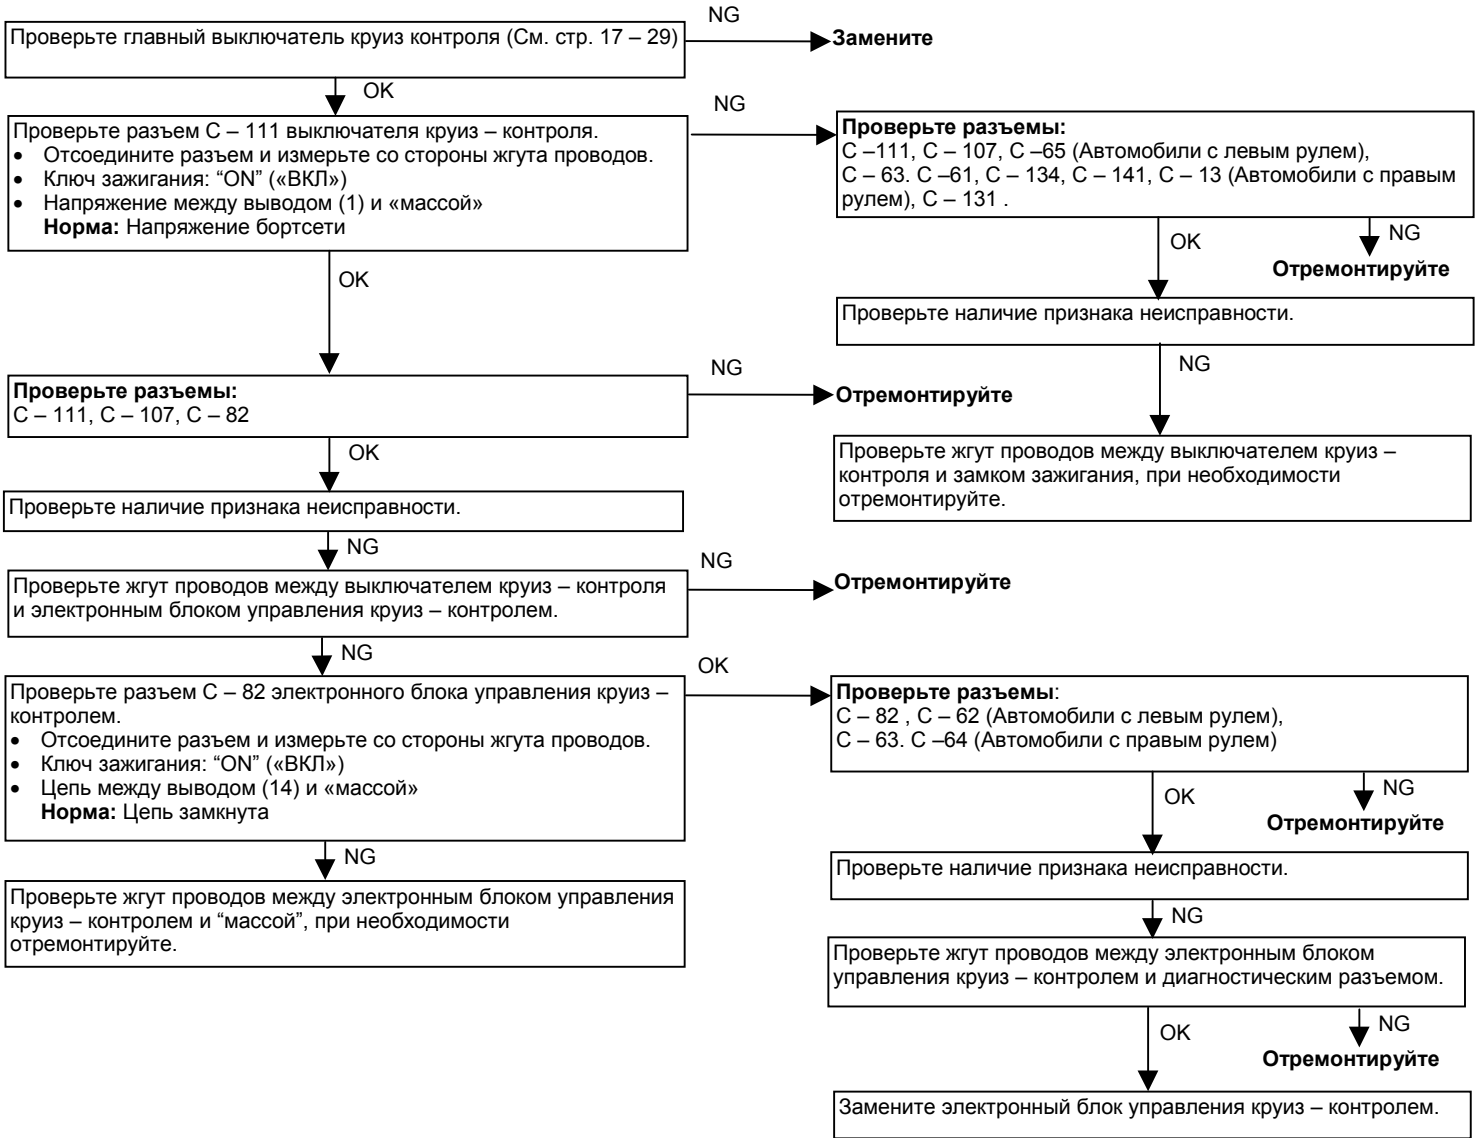 NG
Проверьте главный выключатель круиз контроля (См. стр. 17 – 29)
Замените
OK
NG
Проверьте разъем С – 111 выключателя круиз – контроля.
• Отсоедините разъем и измерьте со стороны жгута проводов.
• Ключ зажигания: “ON” («ВКЛ»)
• Напряжение между выводом (1) и «массой»
Норма: Напряжение бортсети
Проверьте разъемы:
С –111, С – 107, С –65 (Автомобили с левым рулем),
С – 63. С –61, С – 134, С – 141, С – 13 (Автомобили с правым
рулем), С – 131 .
OK
NG
Отремонтируйте
OK
Проверьте наличие признака неисправности.
NG
NG
Проверьте разъемы:
С – 111, С – 107, С – 82
Отремонтируйте
OK
Проверьте жгут проводов между выключателем круиз –
контроля и замком зажигания, при необходимости
отремонтируйте.
Проверьте наличие признака неисправности.
NG
NG
Проверьте жгут проводов между выключателем круиз – контроля
и электронным блоком управления круиз – контролем.
Отремонтируйте
NG
OK
Проверьте разъем С – 82 электронного блока управления круиз –
контролем.
• Отсоедините разъем и измерьте со стороны жгута проводов.
• Ключ зажигания: “ON” («ВКЛ»)
• Цепь между выводом (14) и «массой»
Норма: Цепь замкнута
Проверьте разъемы:
С – 82 , С – 62 (Автомобили с левым рулем),
С – 63. С –64 (Автомобили с правым рулем)
OK
NG
Отремонтируйте
NG
Проверьте наличие признака неисправности.
Проверьте жгут проводов между электронным блоком управления
круиз – контролем и “массой”, при необходимости
отремонтируйте.
NG
Проверьте жгут проводов между электронным блоком
управления круиз – контролем и диагностическим разъемом.
OK
NG
Отремонтируйте
Замените электронный блок управления круиз – контролем.